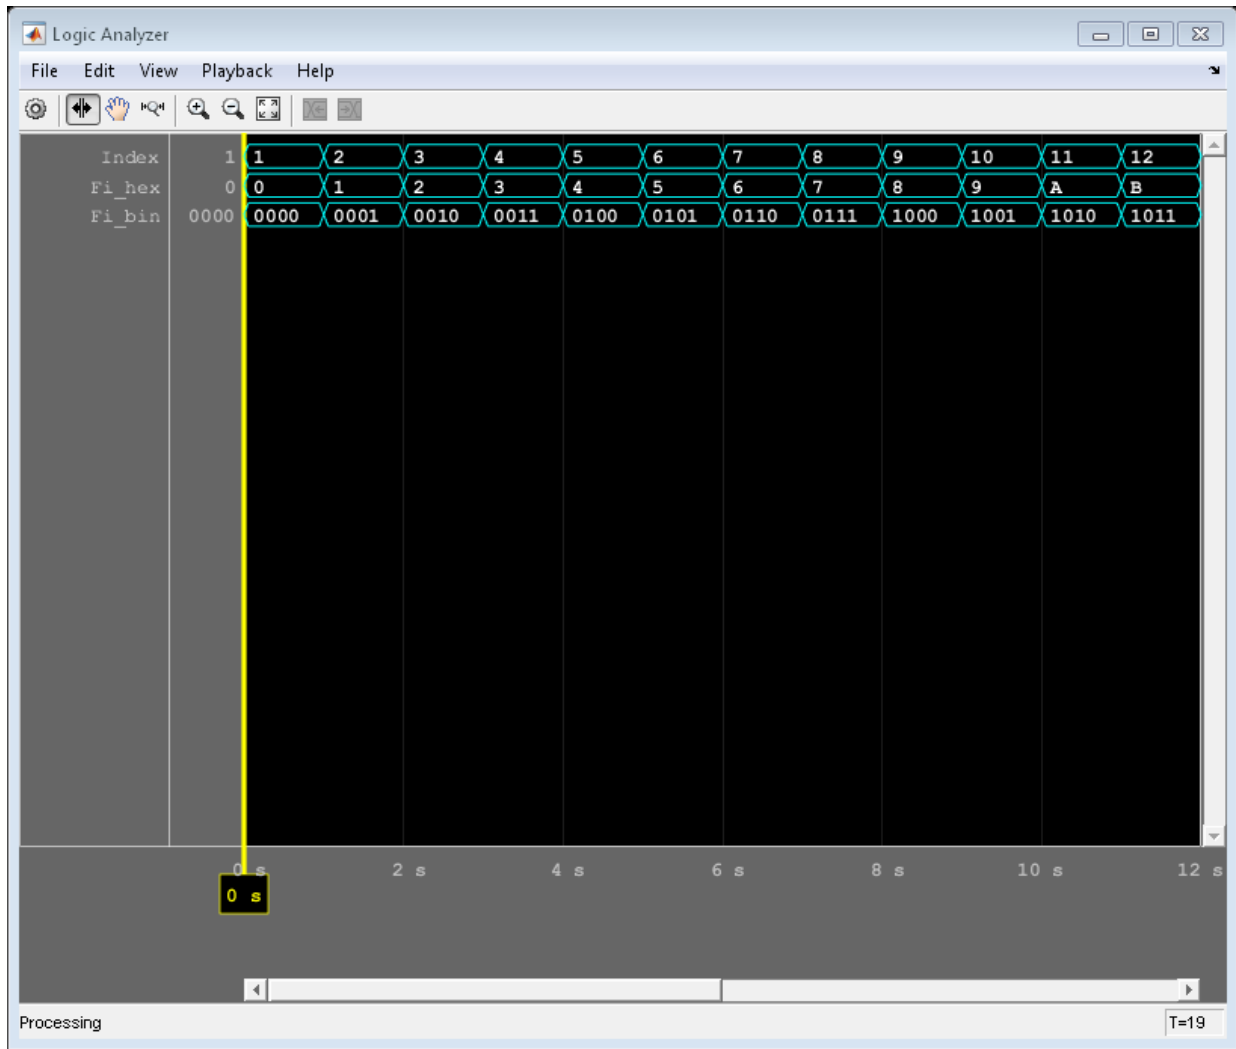 Logic Analyzer
File Edit View Playback Help
Index 1 1 2 3 4 5 6 7 8 9 10 11 12
Fi_hex 0 0 1 2 3 4 5 6 7 8 9 A B
Fi_bin 0000 0000 0001 0010 0011 0100 0101 0110 0111 1000 1001 1010 1011
0 s 2 s 4 s 6 s 8 s 10 s 12 s
0 s
Processing T=19